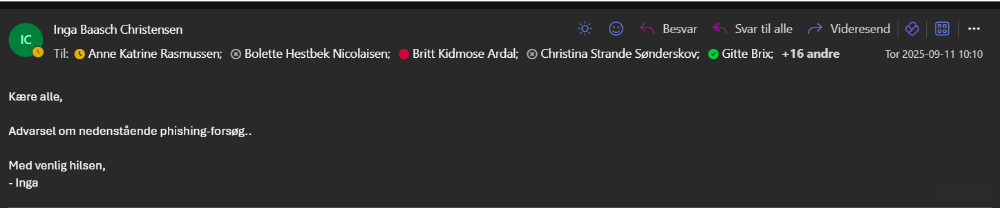 Inga Baasch Christensen
Besvar Svar til alle Videresend
IC
Til: Anne Katrine Rasmussen; Bolette Hestbek Nicolaisen; Britt Kidmose Ardal; Christina Strande Sønderskov; Gitte Brix; +16 andre
Tor 2025-09-11 10:10
Kære alle,
Advarsel om nedenstående phishing-forsøg..
Med venlig hilsen,
- Inga